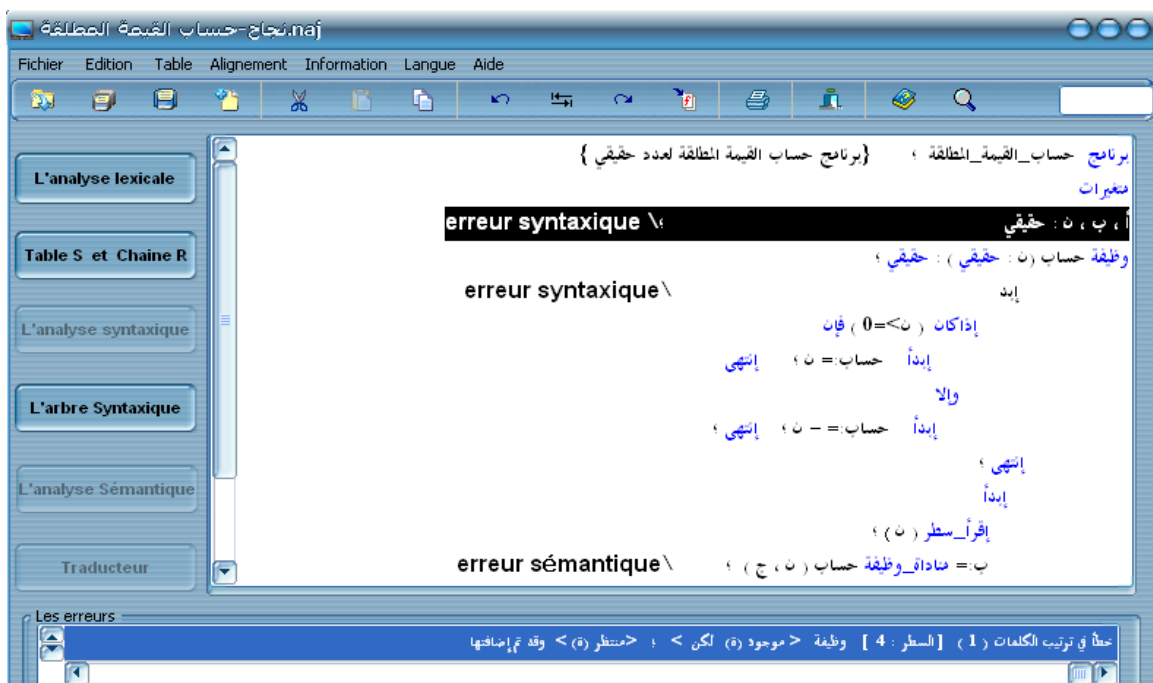 نجاح-حساب القيمة المطلقة.naj
Fichier Edition Table Alignement Information Langue Aide
L'analyse lexicale
Table S et Chaine R
L'analyse syntaxique
L'arbre Syntaxique
L'analyse Sémantique
Traducteur
برنامج حساب_القيمة_المطلقة ؛ {برنامج حساب القيمة المطلقة لعدد حقيقي }
متغيرات
أ ، ب ، ن : حقيقي ؛\ erreur syntaxique
وظيفة حساب (ن : حقيقي ) : حقيقي ؛
إبد \erreur syntaxique
إذاكان ( ن>=0 ) فإن
إبدأ حساب:= ن ؛ إنتهى
وإلا
إبدأ حساب:= – ن ؛ إنتهى ؛
إنتهى ؛
إبدأ
إقرأ_سطر ( ن ) ؛
ب:= مناداة_وظيفة حساب ( ن ، ج ) ؛ \erreur sémantique
Les erreurs
خطأ في ترتيب الكلمات ( 1 ) [السطر : 4 ] وظيفة < موجود (ة) لكن > ؛ <منتظر (ة) > وقد تم إضافتها